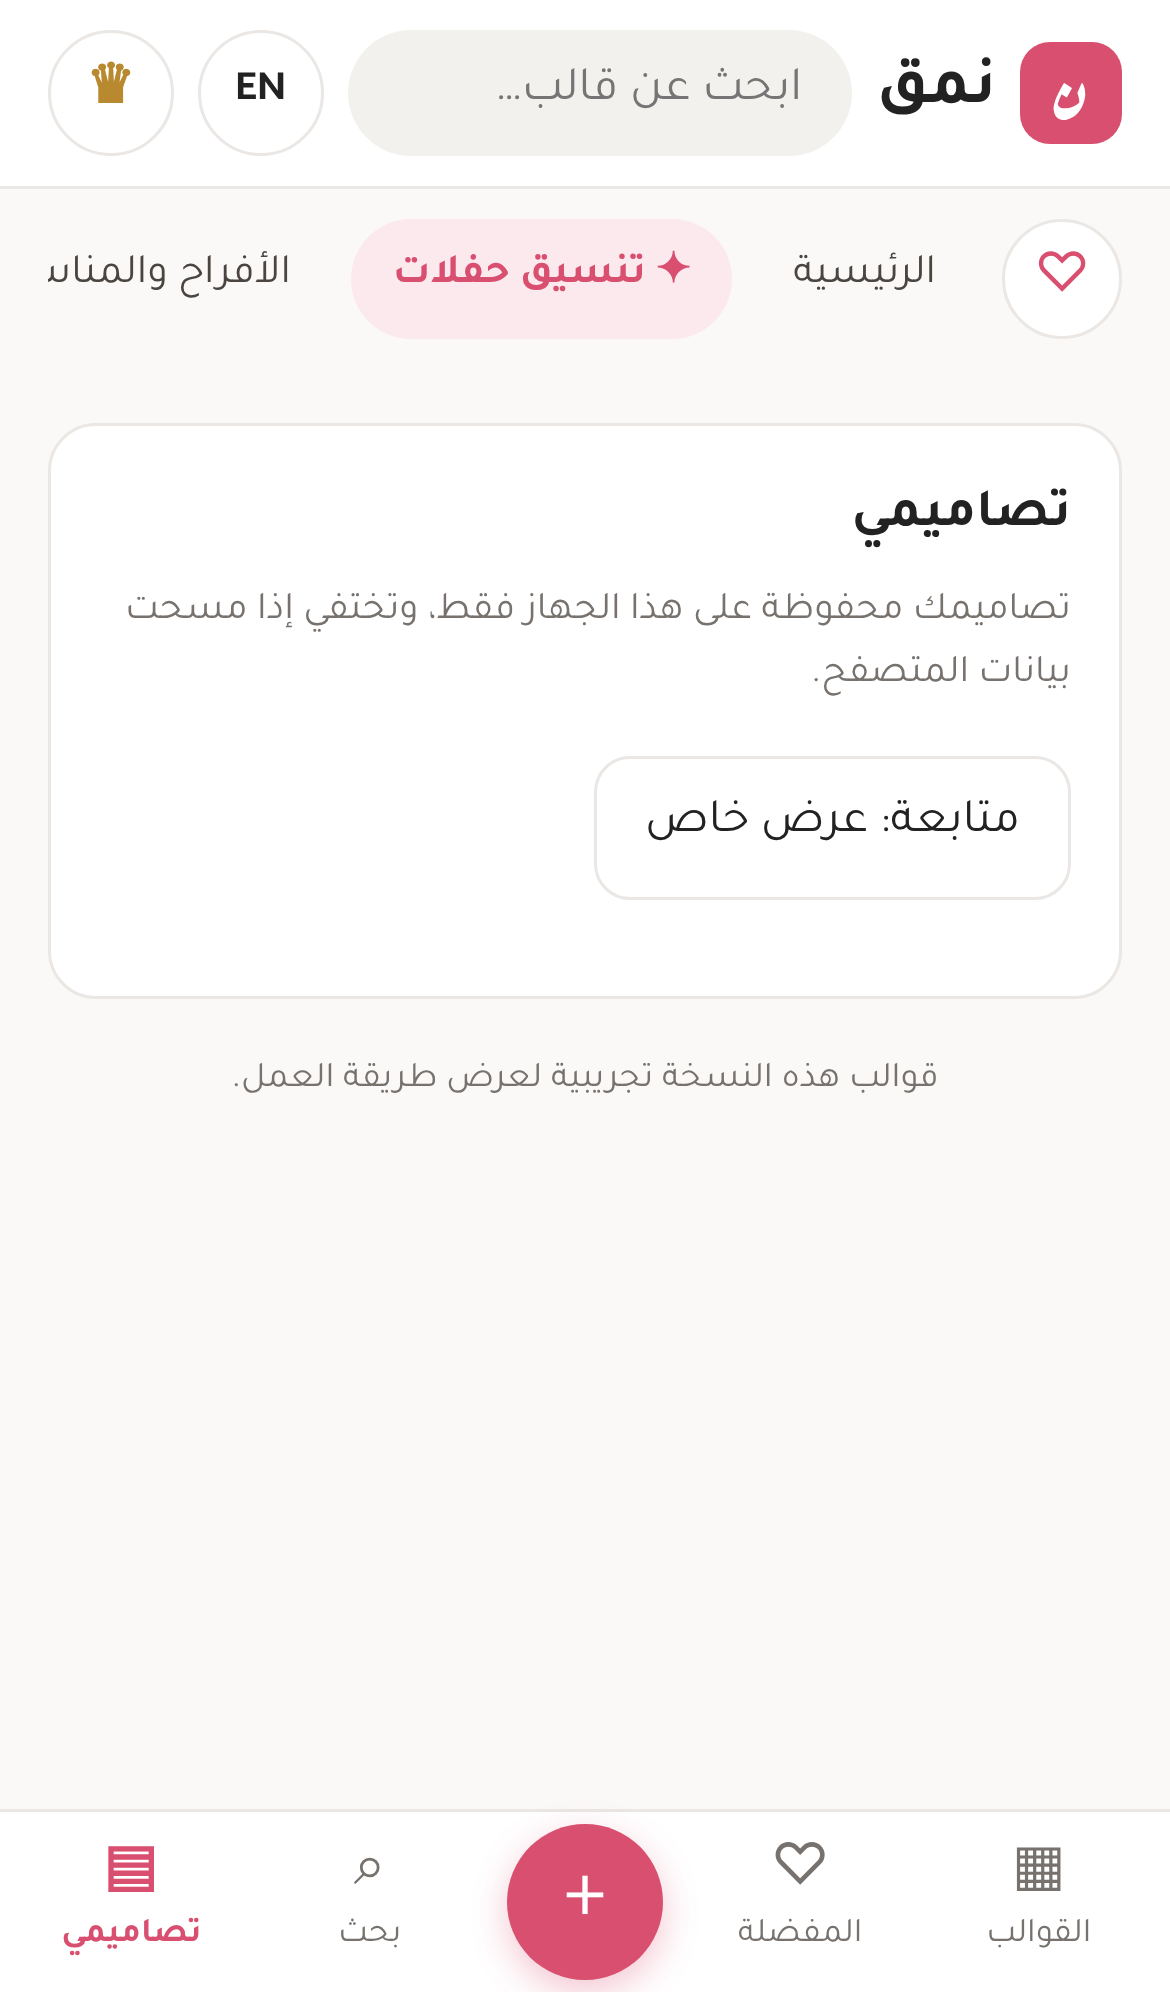 ن
نمق
ابحث عن قالب...
EN
الرئيسية
تنسيق حفلات
الأفراح
تصاميمي
تصاميمك محفوظة على هذا الجهاز فقط، وتختفي إذا مسحت
بيانات المتصفح.
متابعة: عرض خاص
قوالب هذه النسخة تجريبية لعرض طريقة العمل.
القوالب
المفضلة
+
بحث
تصاميمي